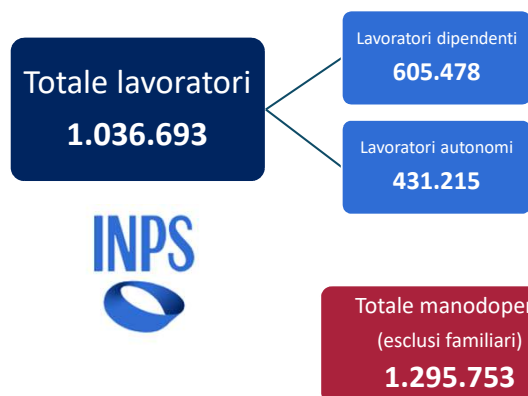 Totale lavoratori
1.036.693
Lavoratori dipendenti
605.478
Lavoratori autonomi
431.215
INPS
Totale
(esclusi familiari)
1.295.753